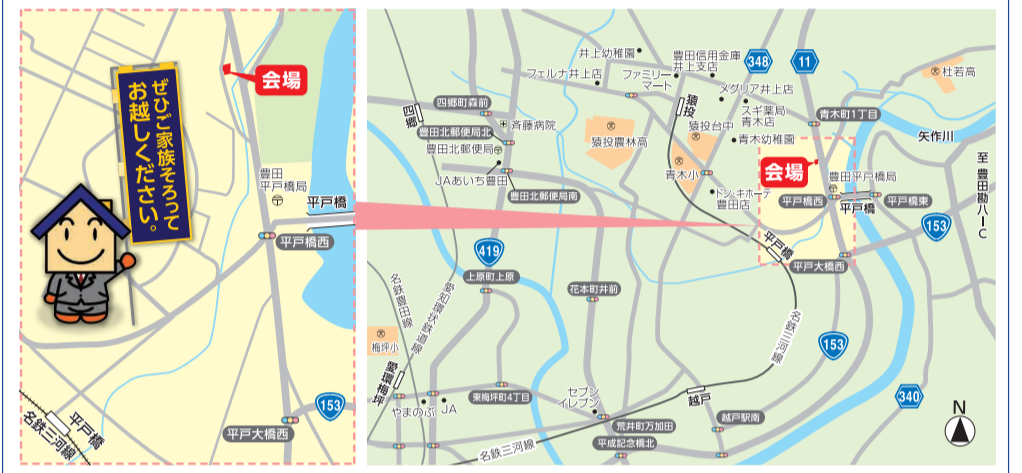 ぜひご家族そろって
お越しください。
会場
豊田
平戸橋局
平戸橋
平戸橋西
153
平戸大橋西
平戸橋
名鉄三河線
井上幼稚園
豊田信用金庫
井上支店
348
11
杜若高
フェルナ井上店
ファミリー
マート
メグリア井上店
四郷
四郷町森前
猿投
スギ薬局
青木店
青木町1丁目
豊田北郵便局北
斉藤病院
猿投農林高
猿投台中
青木幼稚園
矢作川
豊田北郵便局
会場
至豊田勘八IC
JAあいち豊田
青木小
豊田平戸橋局
豊田北郵便局南
ドン・キホーテ
豊田店
平戸橋西
平戸橋
平戸橋東
153
419
平戸橋
平戸大橋西
上原町上原
花本町井前
名鉄豊田線
愛知環状鉄道線
名鉄三河線
梅坪小
153
愛環梅坪
東梅坪町4丁目
セブン
イレブン
越戸
340
やまのぶ
JA
荒井町万加田
越戸駅南
平成記念橋北
名鉄三河線
N